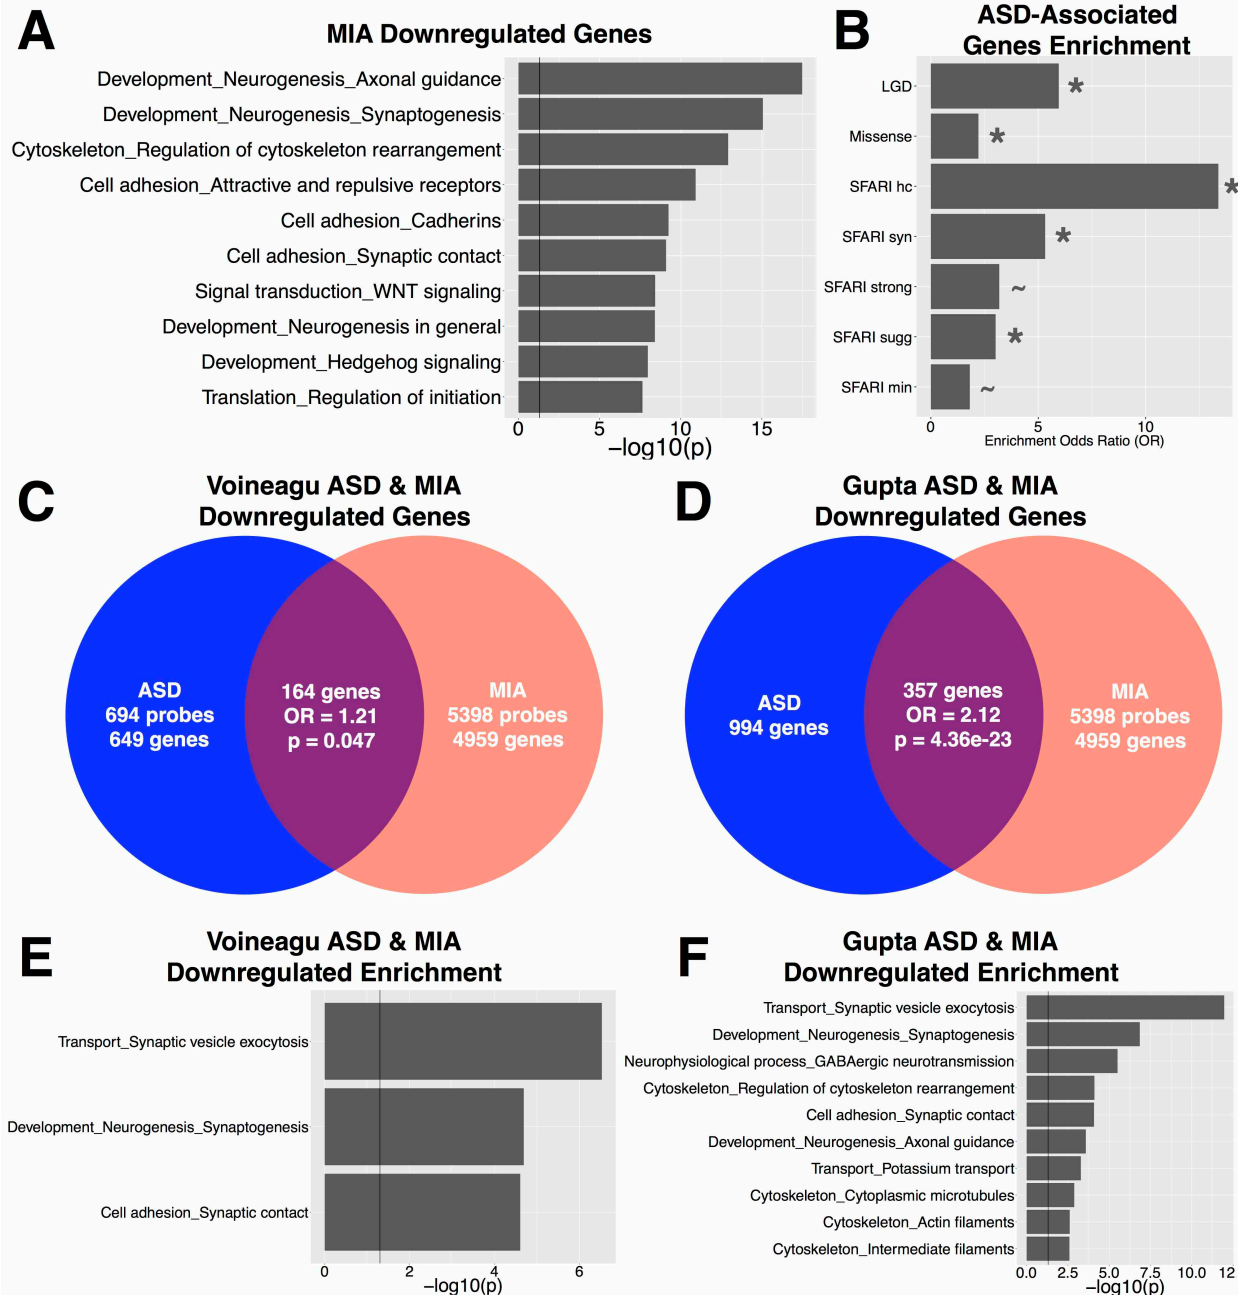 A
MIA Downregulated Genes
Development_Neurogenesis_Axonal guidance
Development_Neurogenesis_Synaptogenesis
Cytoskeleton_Regulation of cytoskeleton rearrangement
Cell adhesion_Attractive and repulsive receptors
Cell adhesion_Cadherins
Cell adhesion_Synaptic contact
Signal transduction_WNT signaling
Development_Neurogenesis in general
Development_Hedgehog signaling
Translation_Regulation of initiation
0 5 10 15
−log10(p)
B
ASD-Associated
Genes Enrichment
LGD *
Missense *
SFARI hc *
SFARI syn *
SFARI strong ~
SFARI sugg *
SFARI min ~
0 5 10
Enrichment Odds Ratio (OR)
C
Voineagu ASD & MIA
Downregulated Genes
ASD
694 probes
649 genes
164 genes
OR = 1.21
p = 0.047
MIA
5398 probes
4959 genes
D
Gupta ASD & MIA
Downregulated Genes
ASD
994 genes
357 genes
OR = 2.12
p = 4.36e-23
MIA
5398 probes
4959 genes
E
Voineagu ASD & MIA
Downregulated Enrichment
Transport_Synaptic vesicle exocytosis
Development_Neurogenesis_Synaptogenesis
Cell adhesion_Synaptic contact
0 2 4 6
−log10(p)
F
Gupta ASD & MIA
Downregulated Enrichment
Transport_Synaptic vesicle exocytosis
Development_Neurogenesis_Synaptogenesis
Neurophysiological process_GABAergic neurotransmission
Cytoskeleton_Regulation of cytoskeleton rearrangement
Cell adhesion_Synaptic contact
Development_Neurogenesis_Axonal guidance
Transport_Potassium transport
Cytoskeleton_Cytoplasmic microtubules
Cytoskeleton_Actin filaments
Cytoskeleton_Intermediate filaments
0.0 2.5 5.0 7.5 10.0 12
−log10(p)